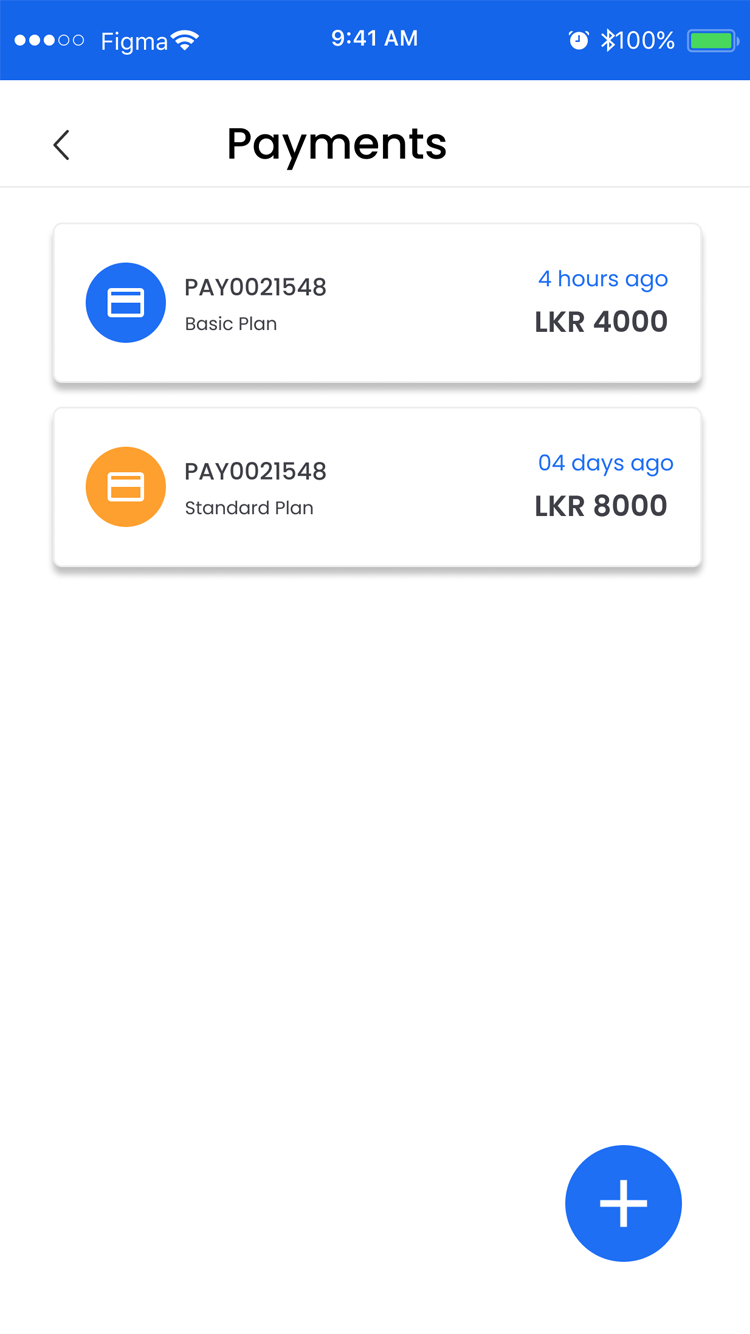 Figma 9:41 AM 100%
Payments
PAY0021548 4 hours ago
Basic Plan LKR 4000
PAY0021548 04 days ago
Standard Plan LKR 8000